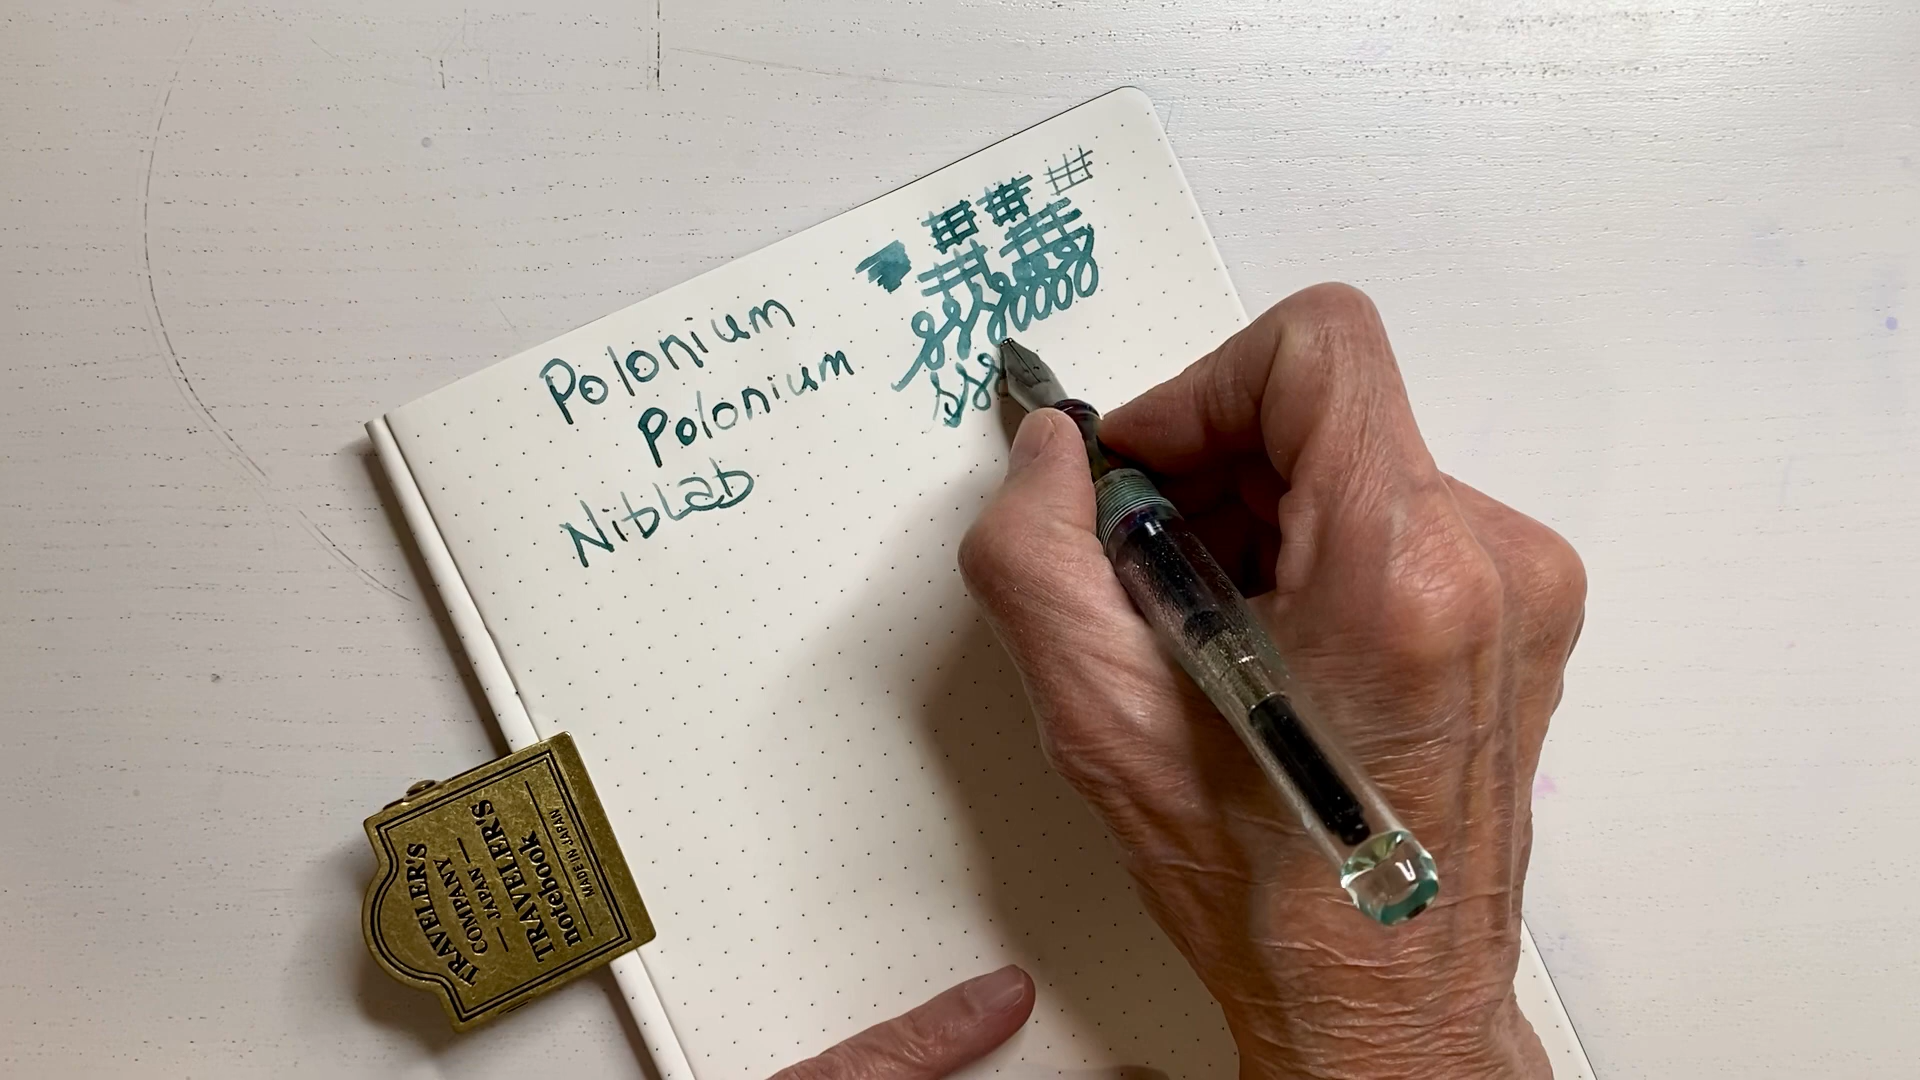 Polonium
Polonium
NibLab
TRAVELER'S
COMPANY
JAPAN
TRAVELER'S
notebook
MADE IN JAPAN